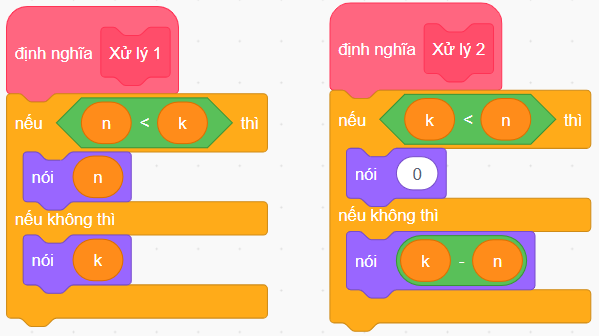 định nghĩa Xử lý 1
nếu n < k thì
nói n
nếu không thì
nói k
định nghĩa Xử lý 2
nếu k < n thì
nói 0
nếu không thì
nói k - n